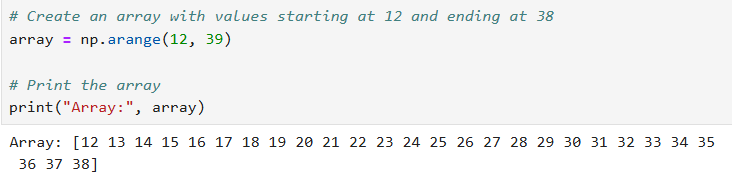 # Create an array with values starting at 12 and ending at 38
array = np.arange(12, 39)
# Print the array
print("Array:", array)
Array: [12 13 14 15 16 17 18 19 20 21 22 23 24 25 26 27 28 29 30 31 32 33 34 35
36 37 38]